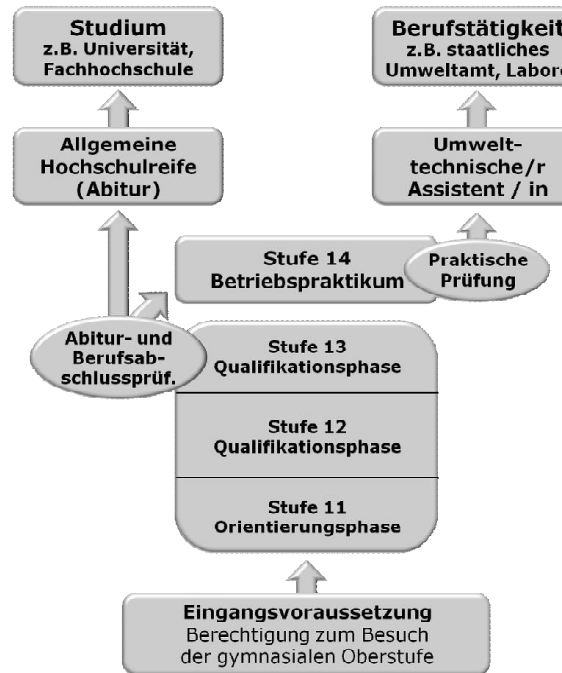 Studium
z.B. Universität,
Fachhochschule
Berufstätigkeit
z.B. staatliches
Umweltamt, Labore
Allgemeine
Hochschulreife
(Abitur)
Umwelt-
technische/r
Assistent / in
Stufe 14
Betriebspraktikum
Praktische
Prüfung
Abitur- und
Berufsab-
schlussprüf.
Stufe 13
Qualifikationsphase
Stufe 12
Qualifikationsphase
Stufe 11
Orientierungsphase
Eingangsvoraussetzung
Berechtigung zum Besuch
der gymnasialen Oberstufe